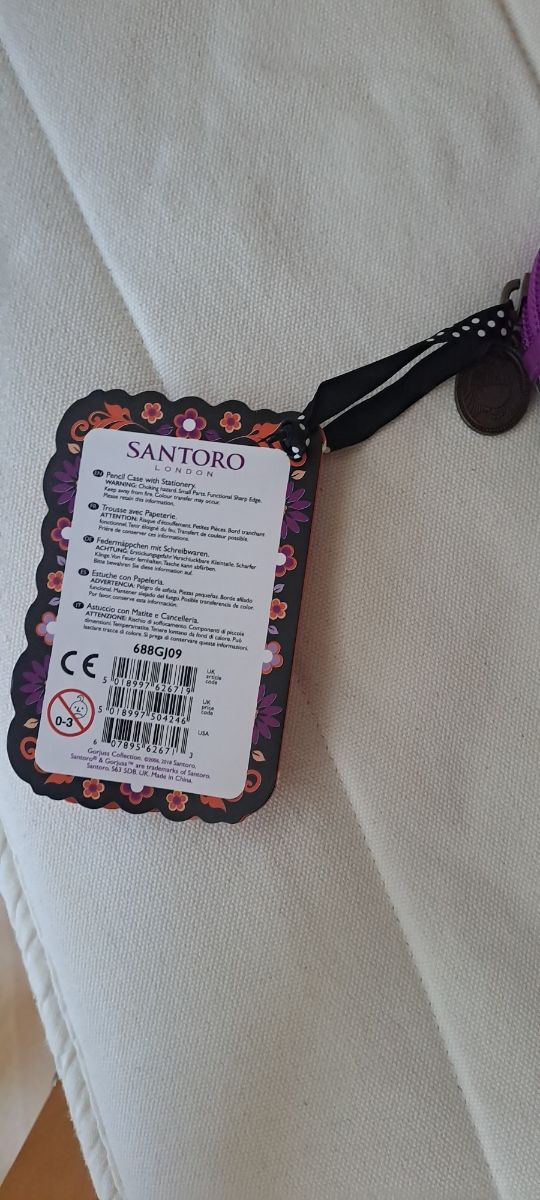 SANTORO
LONDON
EN Pencil Case with Stationery.
WARNING: Choking hazard. Small Parts. Functional Sharp Edge.
Keep away from fire. Colour transfer may occur.
Please retain this information.
FR Trousse avec Papeterie.
ATTENTION: Risque d'étouffement. Petites Pièces. Bord tranchant
fonctionnel. Tenir éloigné du feu. Transfert de couleur possible.
Prière de conserver ces informations.
DE Federmäppchen mit Schreibwaren.
ACHTUNG: Erstickungsgefahr. Verschluckbare Kleinteile. Scharfer
Klinge. Von Feuer fernhalten. Tasche kann abfärben.
Bitte bewahren Sie diese information auf.
ES Estuche con Papelería.
ADVERTENCIA: Peligro de asfixia. Piezas pequeñas. Borde afilado
funcional. Mantener alejado del fuego. Posible transferencia de color.
Por favor, conserve esta información.
IT Astuccio con Matite e Cancelleria.
ATTENZIONE: Rischio di soffocamento. Componenti di piccola
dimensioni. Temperamatite. Tenere lontano da fonti di calore. Può
lasciare tracce di colore. Si prega di conservare queste informazioni.
688GJ09
CE
UK article code
5 018997 626719
UK price code
5 018997 504246
0-3
USA
6 07895 62671
Gorjuss Collection. ©2006, 2018 Santoro.
Santoro® & Gorjuss™ are trademarks of Santoro.
Santoro. S63 5DB. UK. Made in China.